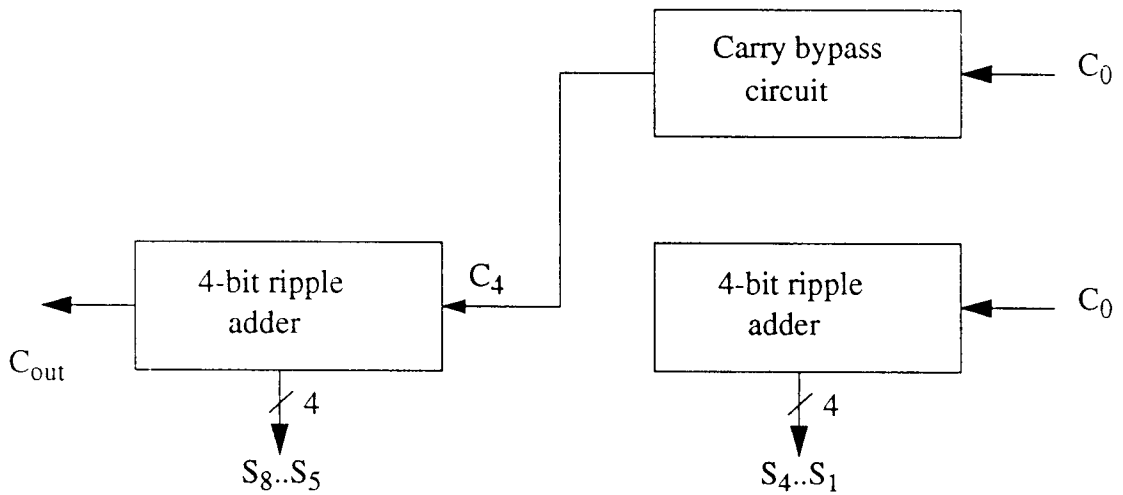 Carry bypass
circuit
C₀
4-bit ripple
adder
C₄
4-bit ripple
adder
C₀
C_out
4
4
S₈..S₅
S₄..S₁